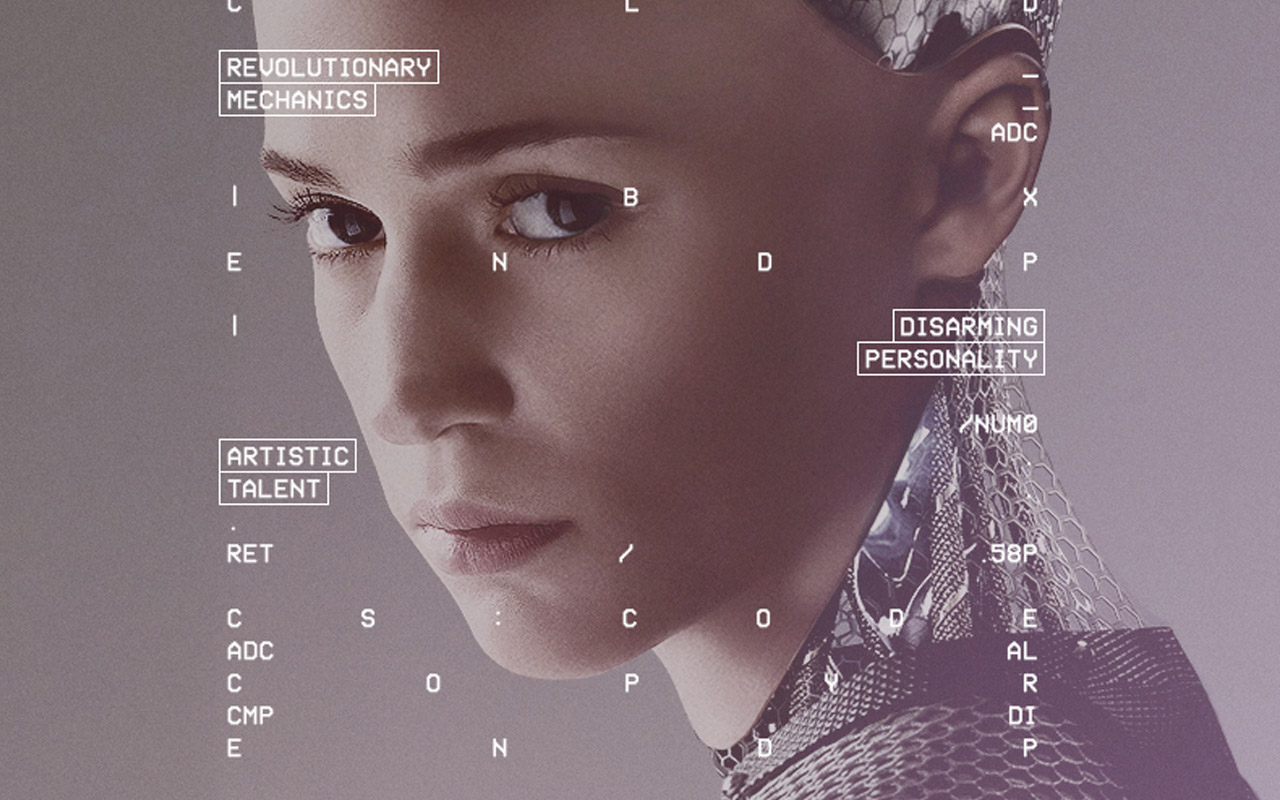 C L D
REVOLUTIONARY
MECHANICS
_
_
ADC
I B X
E N D P
I DISARMING
PERSONALITY
/NUM0
ARTISTIC
TALENT
.
RET / /.58P
C S : C O D E
ADC AL
C O P Y R
CMP DI
E N D P